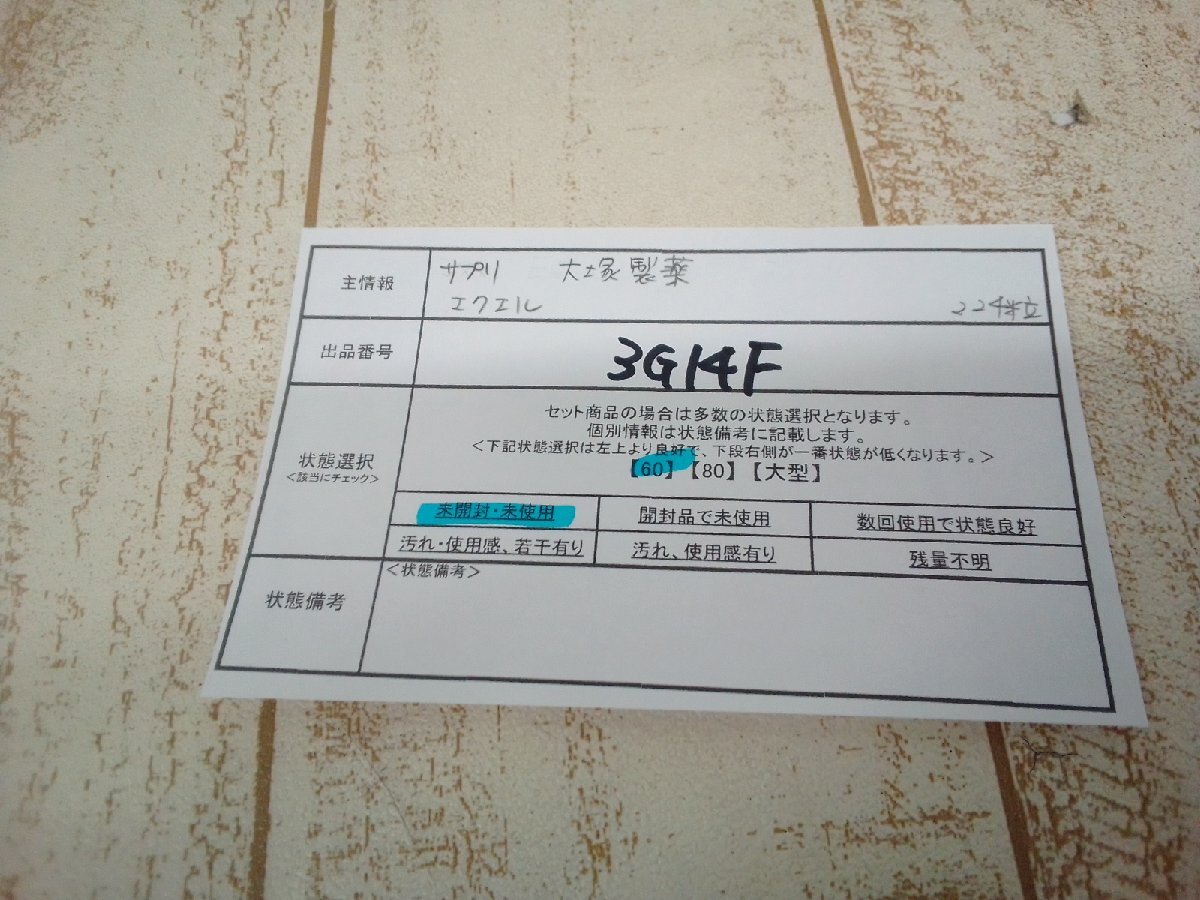 主情報
サプリ 大塚製薬
エクエル 224粒
出品番号
3G14F
状態選択
<該当にチェック>
セット商品の場合は多数の状態選択となります。
個別情報は状態備考に記載します。
<下記状態選択は左上より良好で、下段右側が一番状態が低くなります。>
【60】【80】【大型】
未開封・未使用 開封品で未使用 数回使用で状態良好
汚れ・使用感、若干有り 汚れ、使用感有り 残量不明
状態備考
<状態備考>